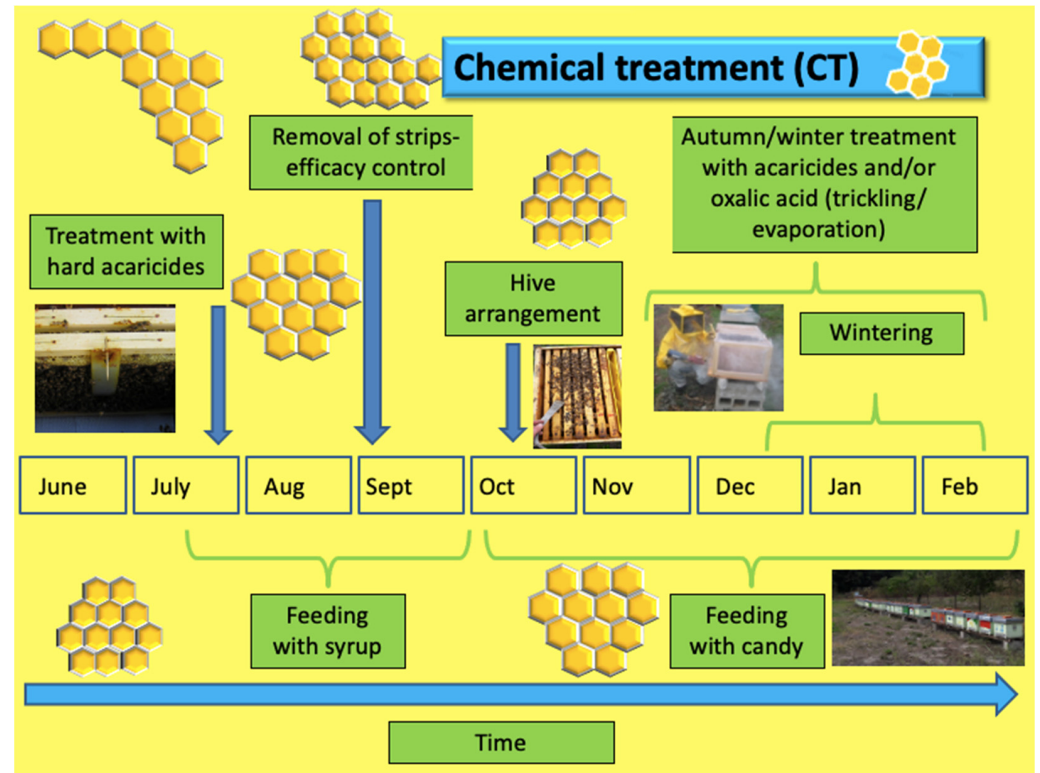 Chemical treatment (CT)
Removal of strips-
efficacy control
Autumn/winter treatment
with acaricides and/or
oxalic acid (trickling/
evaporation)
Treatment with
hard acaricides
Hive
arrangement
Wintering
June
July
Aug
Sept
Oct
Nov
Dec
Jan
Feb
Feeding
with syrup
Feeding
with candy
Time